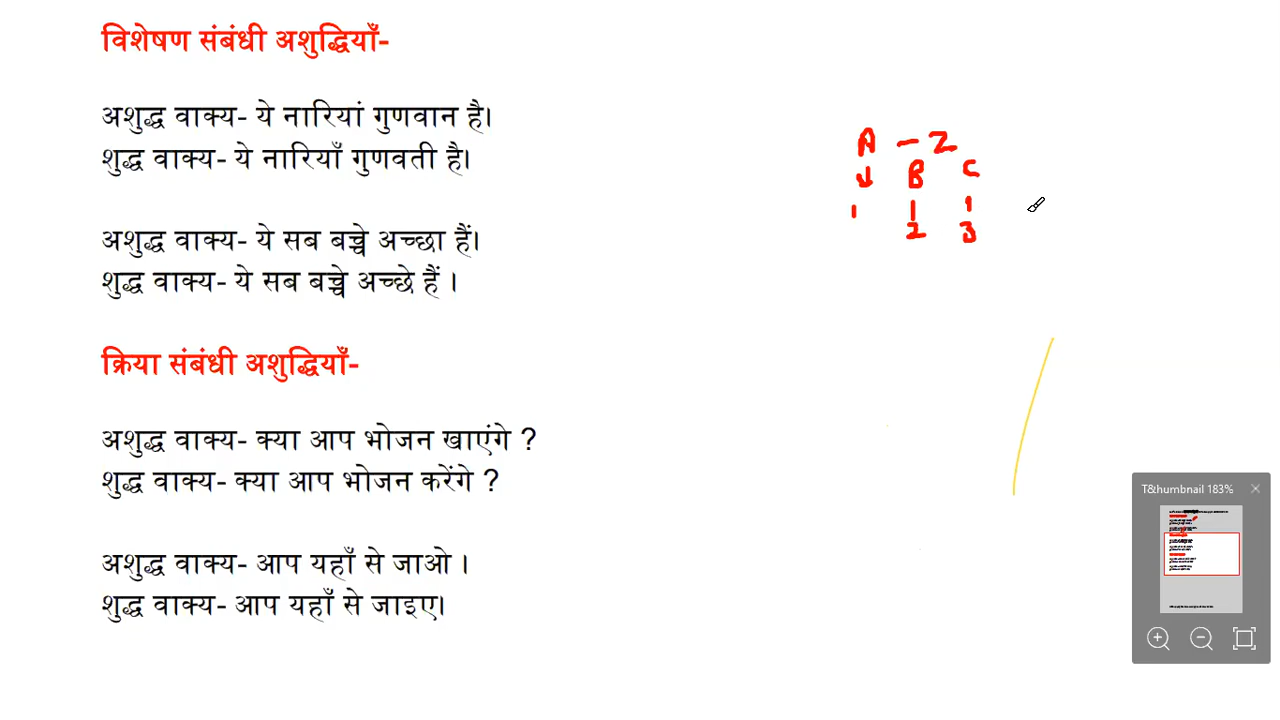 विशेषण संबंधी अशुद्धियाँ-
अशुद्ध वाक्य- ये नारियां गुणवान है।
शुद्ध वाक्य- ये नारियाँ गुणवती है।
अशुद्ध वाक्य- ये सब बच्चे अच्छा हैं।
शुद्ध वाक्य- ये सब बच्चे अच्छे हैं ।
क्रिया संबंधी अशुद्धियाँ-
अशुद्ध वाक्य- क्या आप भोजन खाएंगे ?
शुद्ध वाक्य- क्या आप भोजन करेंगे ?
अशुद्ध वाक्य- आप यहाँ से जाओ ।
शुद्ध वाक्य- आप यहाँ से जाइए।
A - Z
B C
1
2 3
T&thumbnail 183%